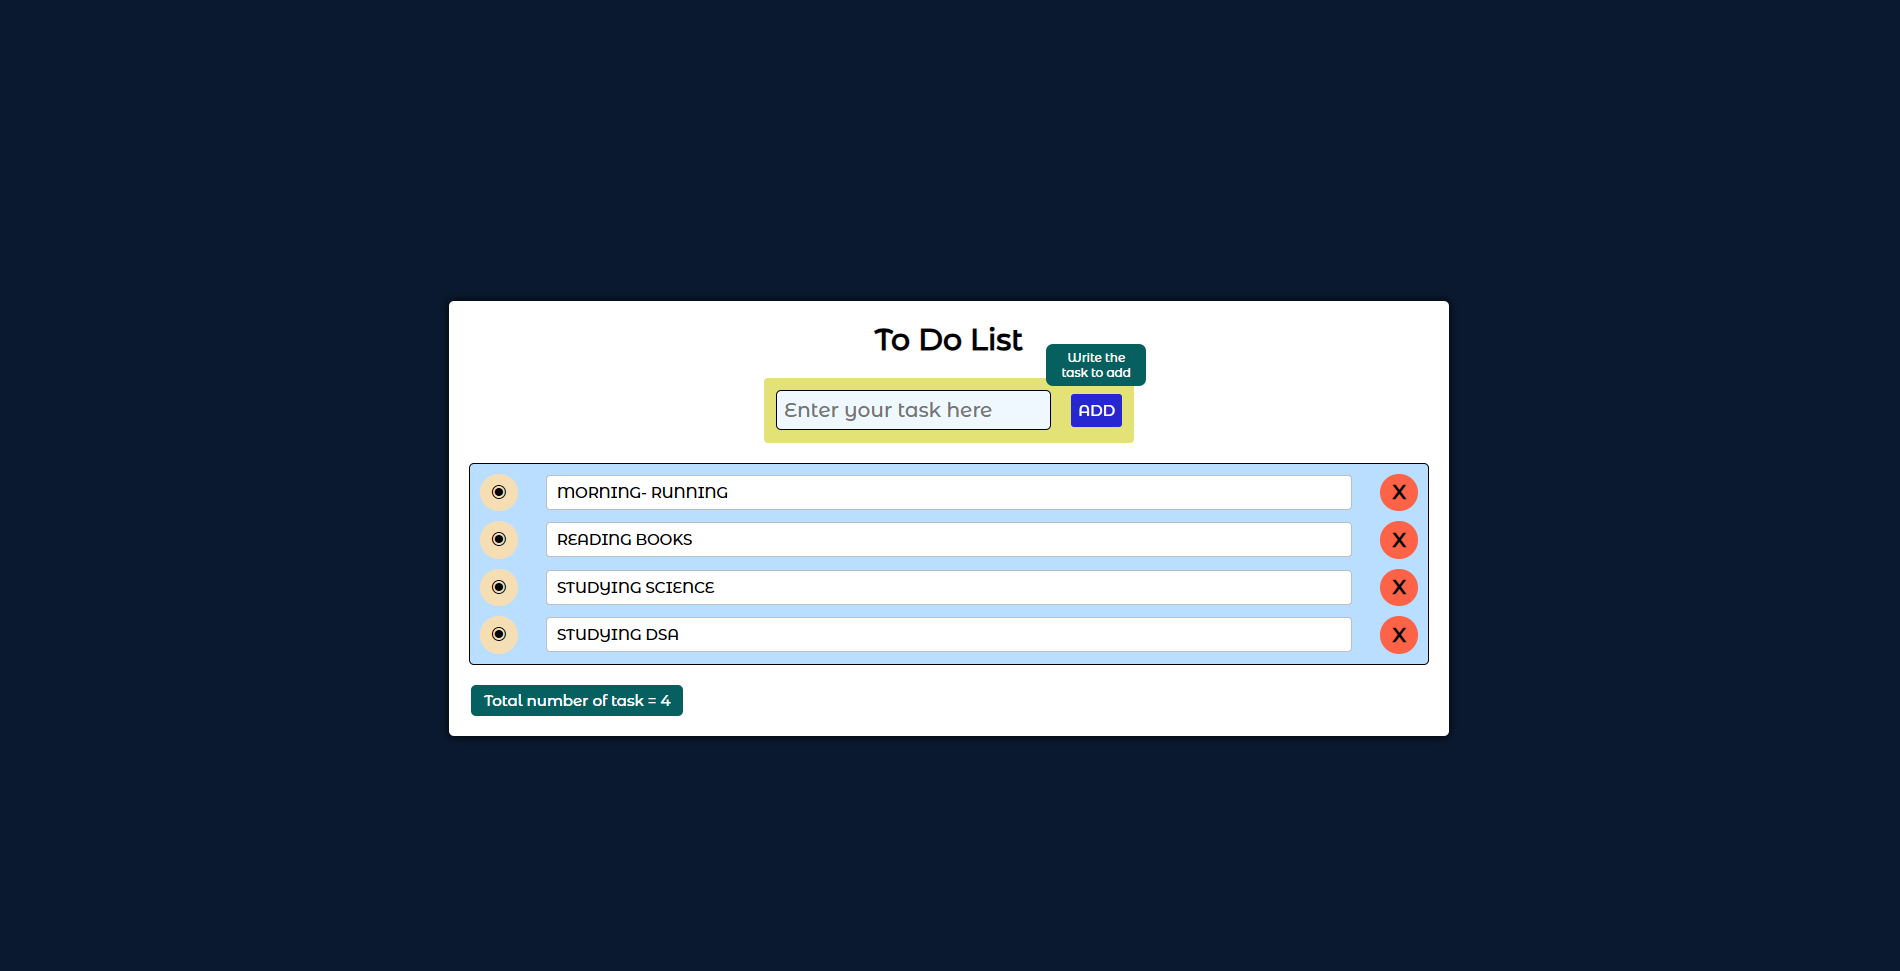 To Do List
Write the
task to add
Enter your task here
ADD
MORNING- RUNNING
X
READING BOOKS
X
STUDYING SCIENCE
X
STUDYING DSA
X
Total number of task = 4